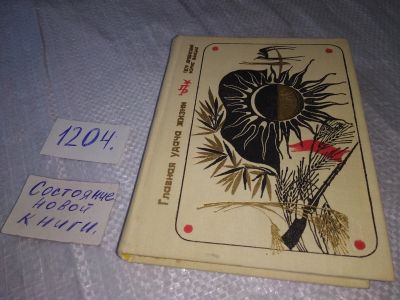 1204.
Состояние
новой
книги.
Главная удача жизни